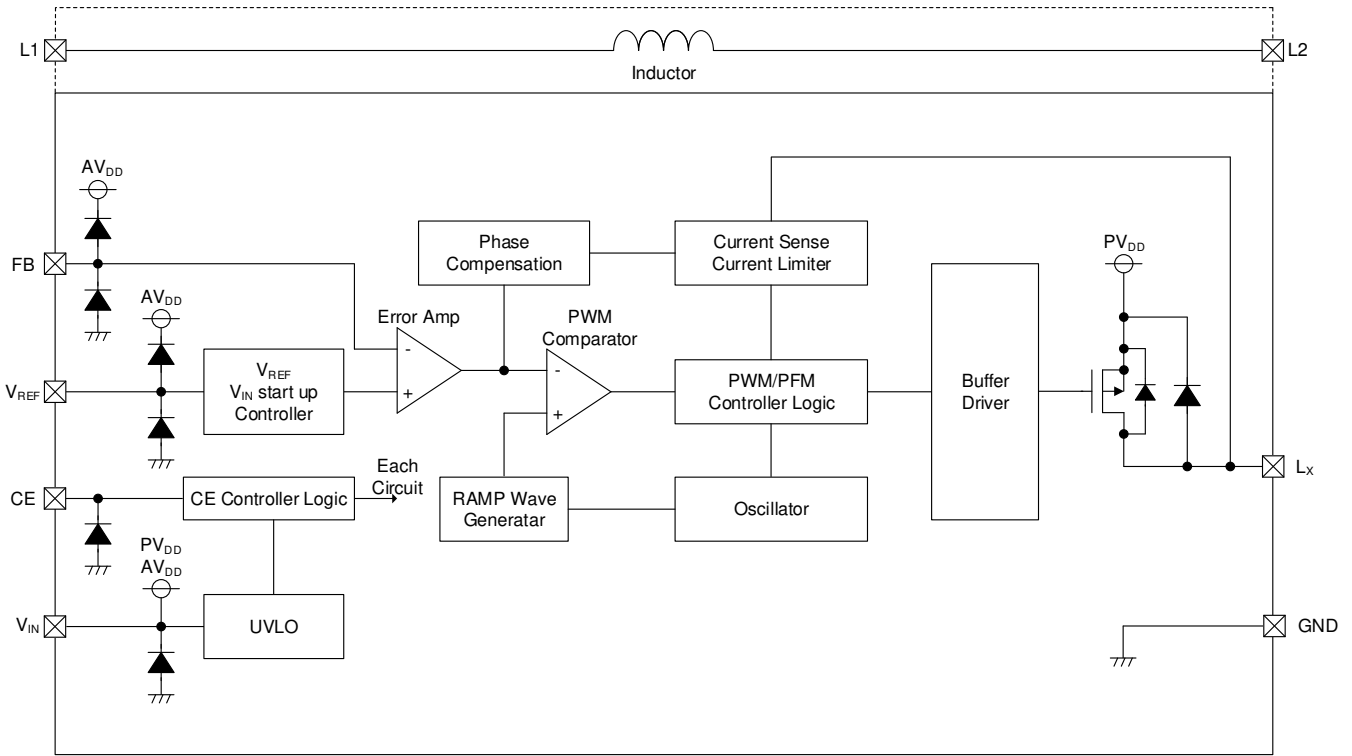 L1
L2
Inductor
AVDD
FB
Phase
Compensation
Current Sense
Current Limiter
PVDD
AVDD
Error Amp
PWM
Comparator
-
+
-
+
VREF
VREF
VIN start up
Controller
PWM/PFM
Controller Logic
Buffer
Driver
LX
CE
CE Controller Logic
Each
Circuit
RAMP Wave
Generatar
Oscillator
PVDD
AVDD
VIN
UVLO
GND